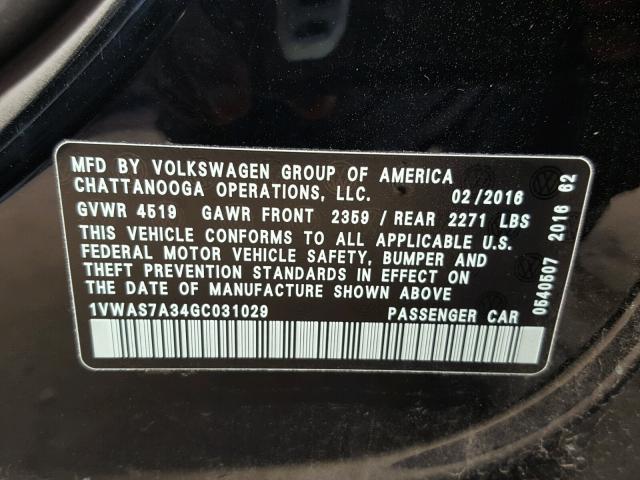 MFD BY VOLKSWAGEN GROUP OF AMERICA
CHATTANOOGA OPERATIONS, LLC. 02/2016
GVWR 4519 GAWR FRONT 2359 / REAR 2271 LBS
THIS VEHICLE CONFORMS TO ALL APPLICABLE U.S.
FEDERAL MOTOR VEHICLE SAFETY, BUMPER AND
THEFT PREVENTION STANDARDS IN EFFECT ON
THE DATE OF MANUFACTURE SHOWN ABOVE
1VWAS7A34GC031029 PASSENGER CAR
0540507 2016 62